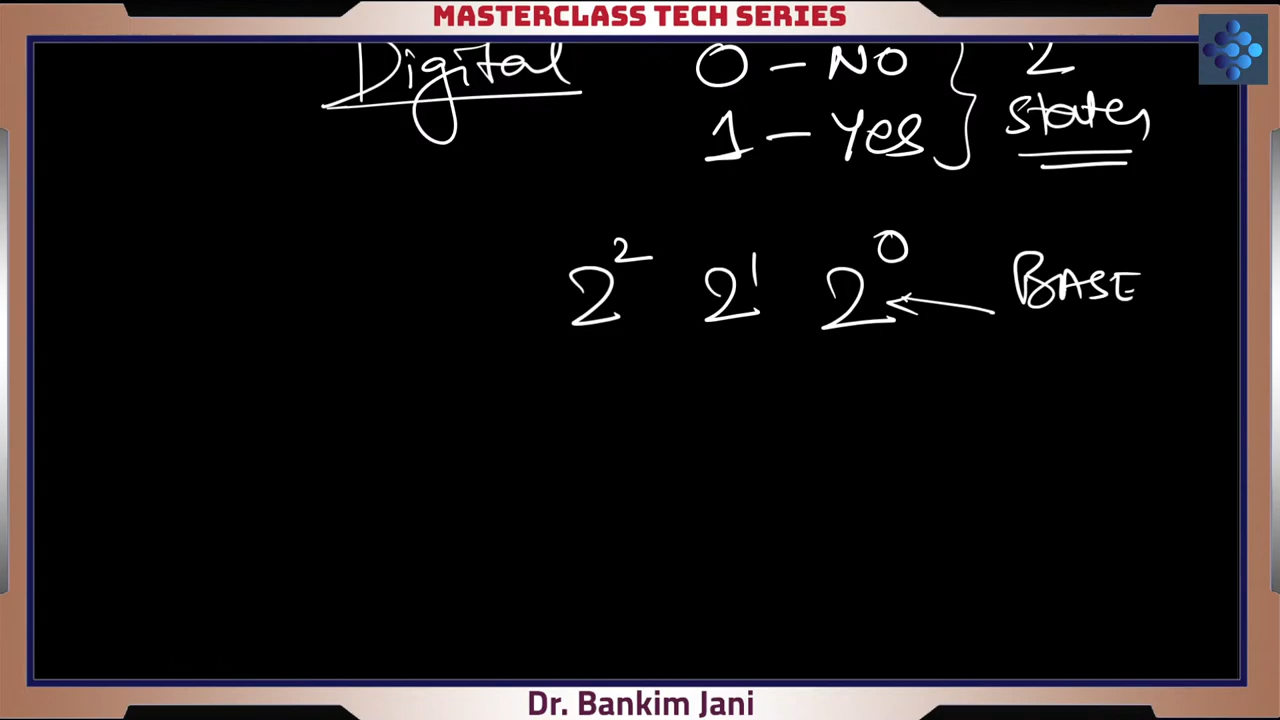 MASTERCLASS TECH SERIES
Digital 0 - NO } 2
1 - Yes states
2² 2¹ 2⁰ ← BASE
Dr. Bankim Jani